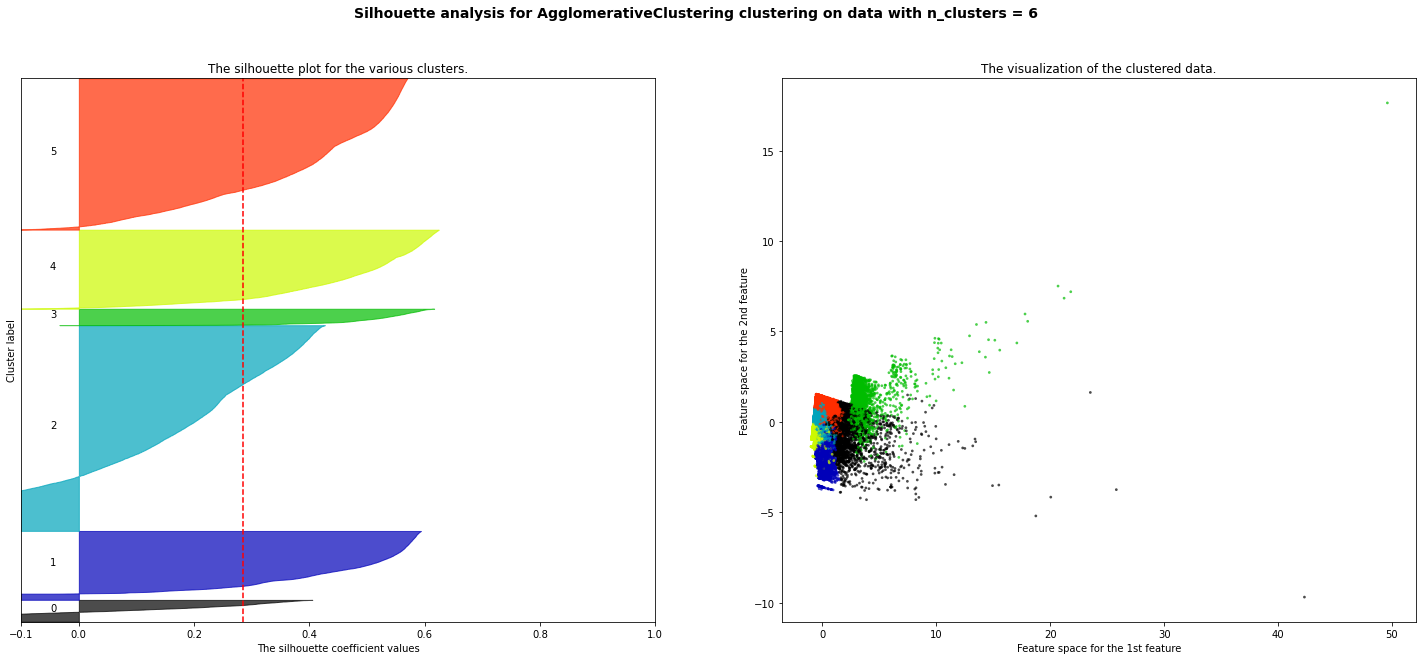 Silhouette analysis for AgglomerativeClustering clustering on data with n_clusters = 6
The silhouette plot for the various clusters.
Cluster label
5
4
3
2
1
0
-0.1 0.0 0.2 0.4 0.6 0.8 1.0
The silhouette coefficient values
The visualization of the clustered data.
Feature space for the 2nd feature
15
10
5
0
−5
−10
0 10 20 30 40 50
Feature space for the 1st feature